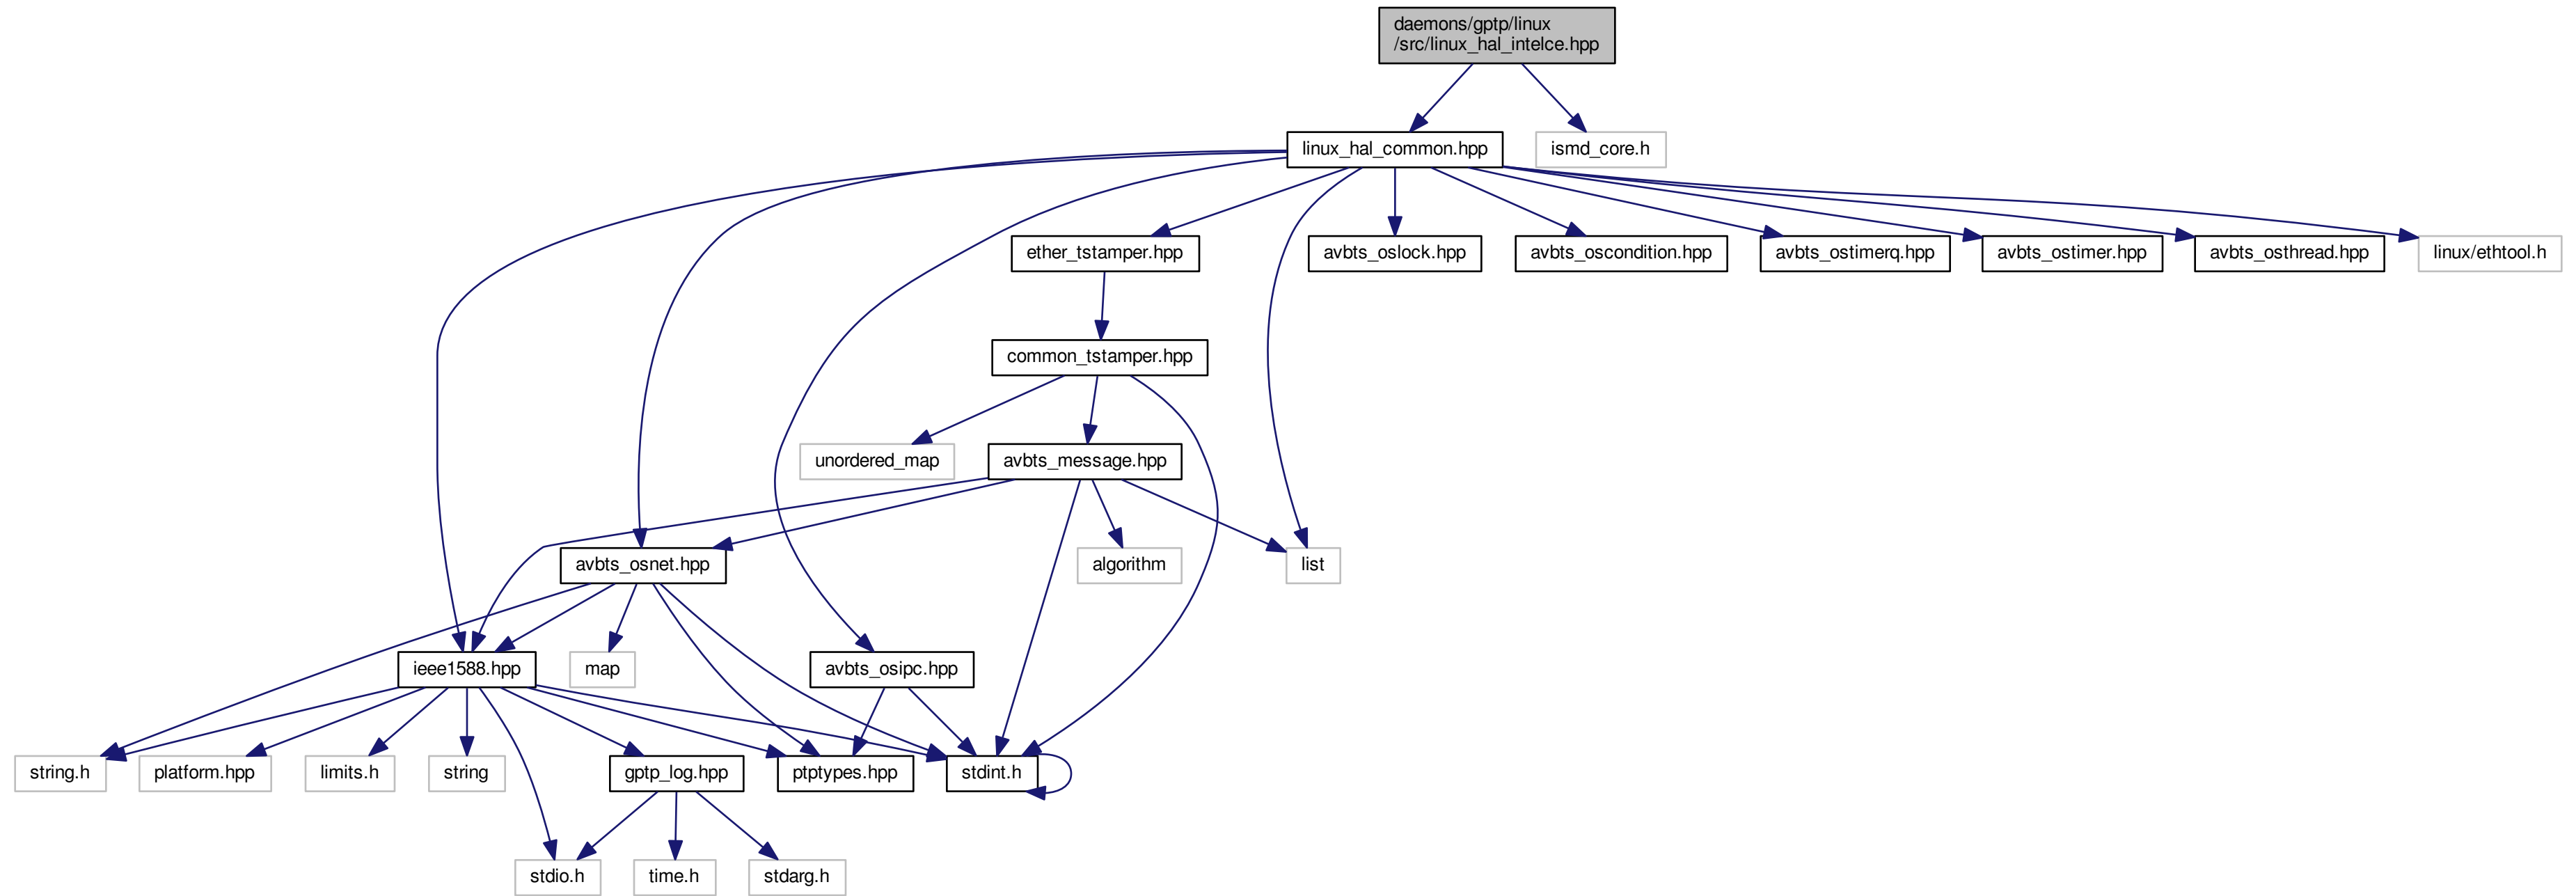 daemons/gptp/linux
/src/linux_hal_intelce.hpp
linux_hal_common.hpp
ismd_core.h
ether_tstamper.hpp
avbts_oslock.hpp
avbts_oscondition.hpp
avbts_ostimerq.hpp
avbts_ostimer.hpp
avbts_osthread.hpp
linux/ethtool.h
common_tstamper.hpp
unordered_map
avbts_message.hpp
avbts_osnet.hpp
algorithm
list
ieee1588.hpp
map
avbts_osipc.hpp
string.h
platform.hpp
limits.h
string
gptp_log.hpp
ptptypes.hpp
stdint.h
stdio.h
time.h
stdarg.h